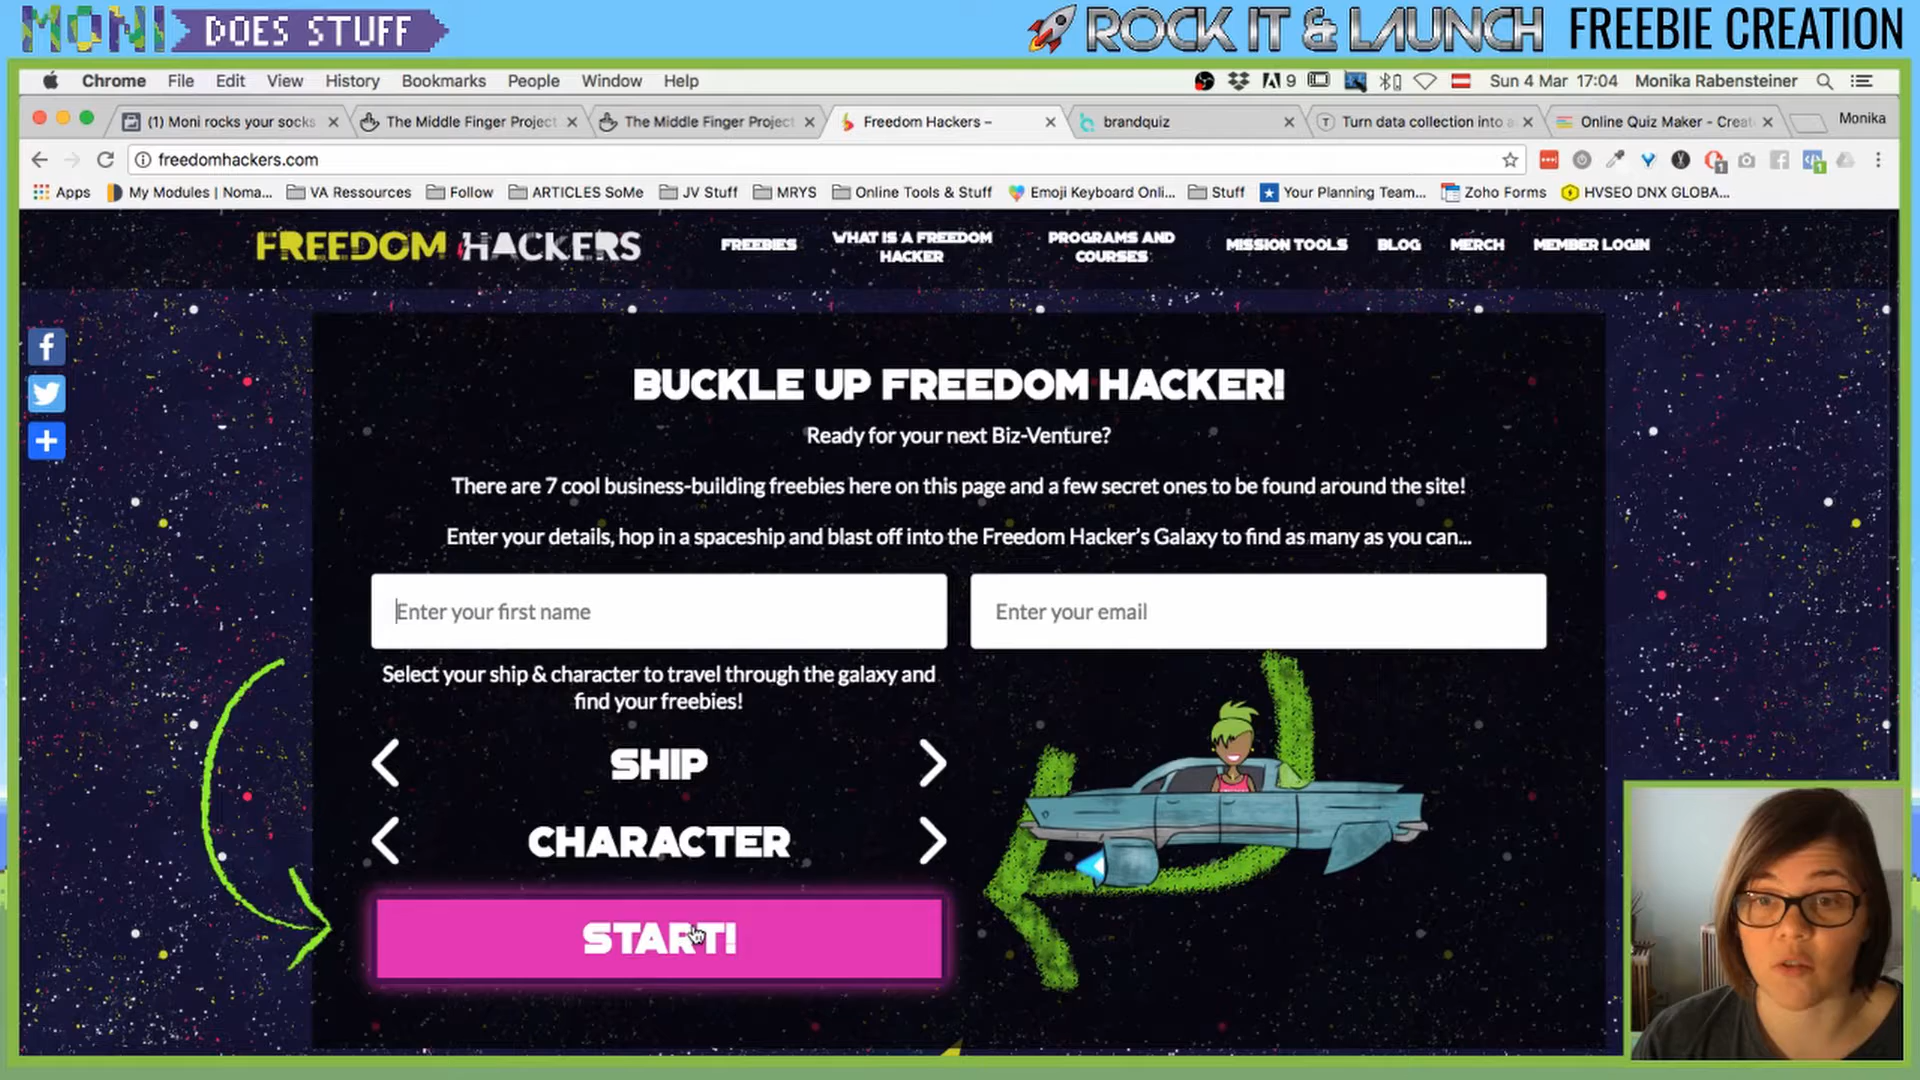 MONI DOES STUFF
ROCK IT & LAUNCH FREEBIE CREATION
Chrome File Edit View History Bookmarks People Window Help
9 Sun 4 Mar 17:04 Monika Rabensteiner
(1) Moni rocks your socks
The Middle Finger Project
The Middle Finger Project
Freedom Hackers –
brandquiz
Turn data collection into a
Online Quiz Maker - Creat
Monika
freedomhackers.com
Apps My Modules | Noma... VA Ressources Follow ARTICLES SoMe JV Stuff MRYS Online Tools & Stuff Emoji Keyboard Onli... Stuff Your Planning Team... Zoho Forms HVSEO DNX GLOBA...
FREEDOM HACKERS
FREEBIES
WHAT IS A FREEDOM
HACKER
PROGRAMS AND
COURSES
MISSION TOOLS
BLOG
MERCH
MEMBER LOGIN
BUCKLE UP FREEDOM HACKER!
Ready for your next Biz-Venture?
There are 7 cool business-building freebies here on this page and a few secret ones to be found around the site!
Enter your details, hop in a spaceship and blast off into the Freedom Hacker's Galaxy to find as many as you can...
Enter your first name
Enter your email
Select your ship & character to travel through the galaxy and
find your freebies!
SHIP
CHARACTER
START!